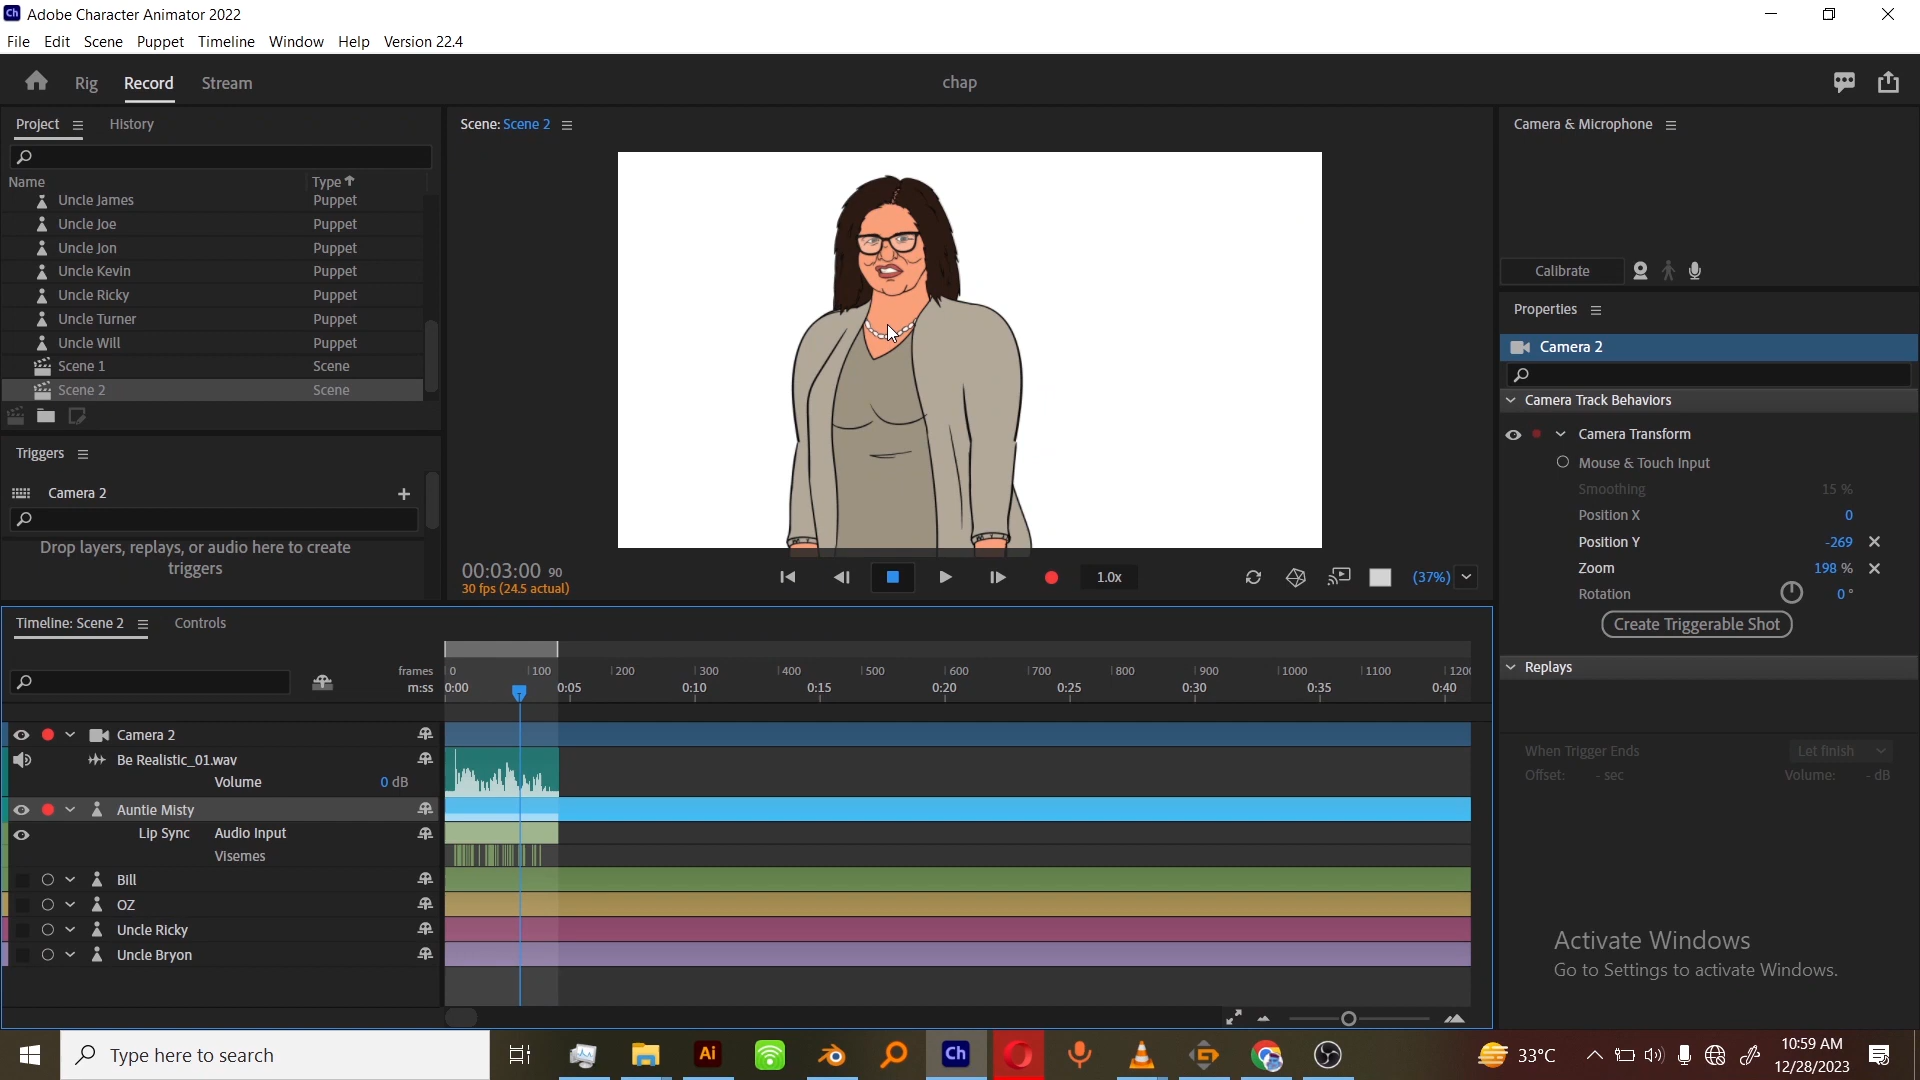 Ch Adobe Character Animator 2022
File Edit Scene Puppet Timeline Window Help Version 22.4
Rig Record Stream chap
Project History
Name Type
Uncle James Puppet
Uncle Joe Puppet
Uncle Jon Puppet
Uncle Kevin Puppet
Uncle Ricky Puppet
Uncle Turner Puppet
Uncle Will Puppet
Scene 1 Scene
Scene 2 Scene
Triggers
Camera 2 +
Drop layers, replays, or audio here to create
triggers
Scene: Scene 2
00:03:00 90
30 fps (24.5 actual)
1.0x
(37%)
Camera & Microphone
Calibrate
Properties
Camera 2
Camera Track Behaviors
Camera Transform
Mouse & Touch Input
Smoothing 15 %
Position X 0
Position Y -269
Zoom 198 %
Rotation 0 °
Create Triggerable Shot
Replays
When Trigger Ends Let finish
Offset: - sec Volume: - dB
Timeline: Scene 2 Controls
frames 0 100 200 300 400 500 600 700 800 900 1000 1100 1200
m:ss 0:00 0:05 0:10 0:15 0:20 0:25 0:30 0:35 0:40
Camera 2
Be Realistic_01.wav
Volume 0 dB
Auntie Misty
Lip Sync Audio Input
Visemes
Bill
OZ
Uncle Ricky
Uncle Bryon
Activate Windows
Go to Settings to activate Windows.
Type here to search
Ai
Ch
33°C
10:59 AM
12/28/2023